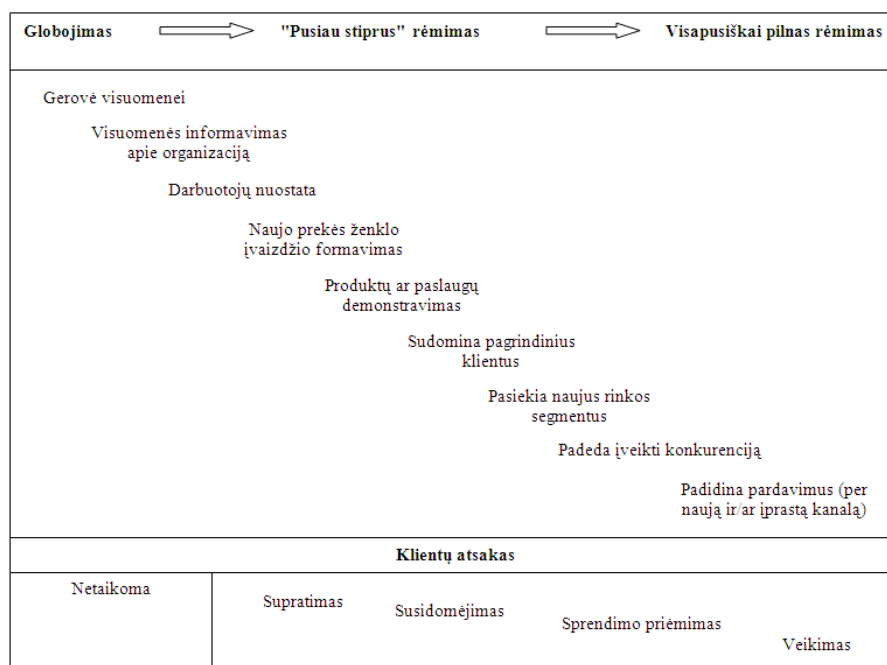 Globojimas "Pusiau stiprus" rėmimas Visapusiškai pilnas rėmimas
Gerovė visuomenei
Visuomenės informavimas
apie organizaciją
Darbuotojų nuostata
Naujo prekės ženklo
įvaizdžio formavimas
Produktų ar paslaugų
demonstravimas
Sudomina pagrindinius
klientus
Pasiekia naujus rinkos
segmentus
Padeda įveikti konkurenciją
Padidina pardavimus (per
naują ir/ar įprastą kanalą)
Klientų atsakas
Netaikoma
Supratimas
Susidomėjimas
Sprendimo priėmimas
Veikimas